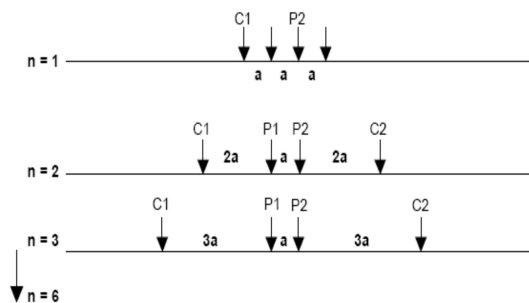 C1 P2
n = 1
a a a
C1 P1 P2 C2
2a a 2a
n = 2
C1 P1 P2 C2
n = 3 3a a 3a
n = 6